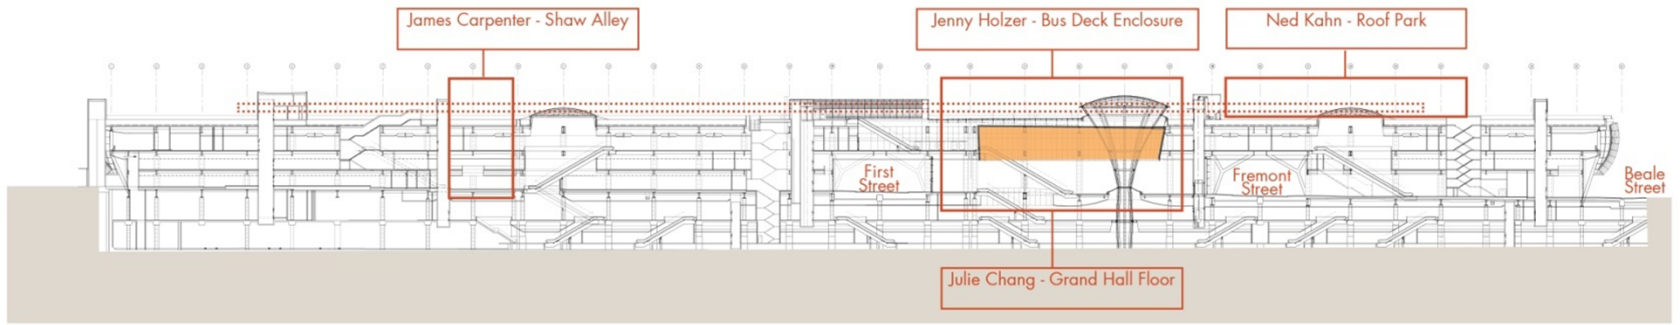 James Carpenter - Shaw Alley
Jenny Holzer - Bus Deck Enclosure
Ned Kahn - Roof Park
First
Street
Fremont
Street
Beale
Street
Julie Chang - Grand Hall Floor